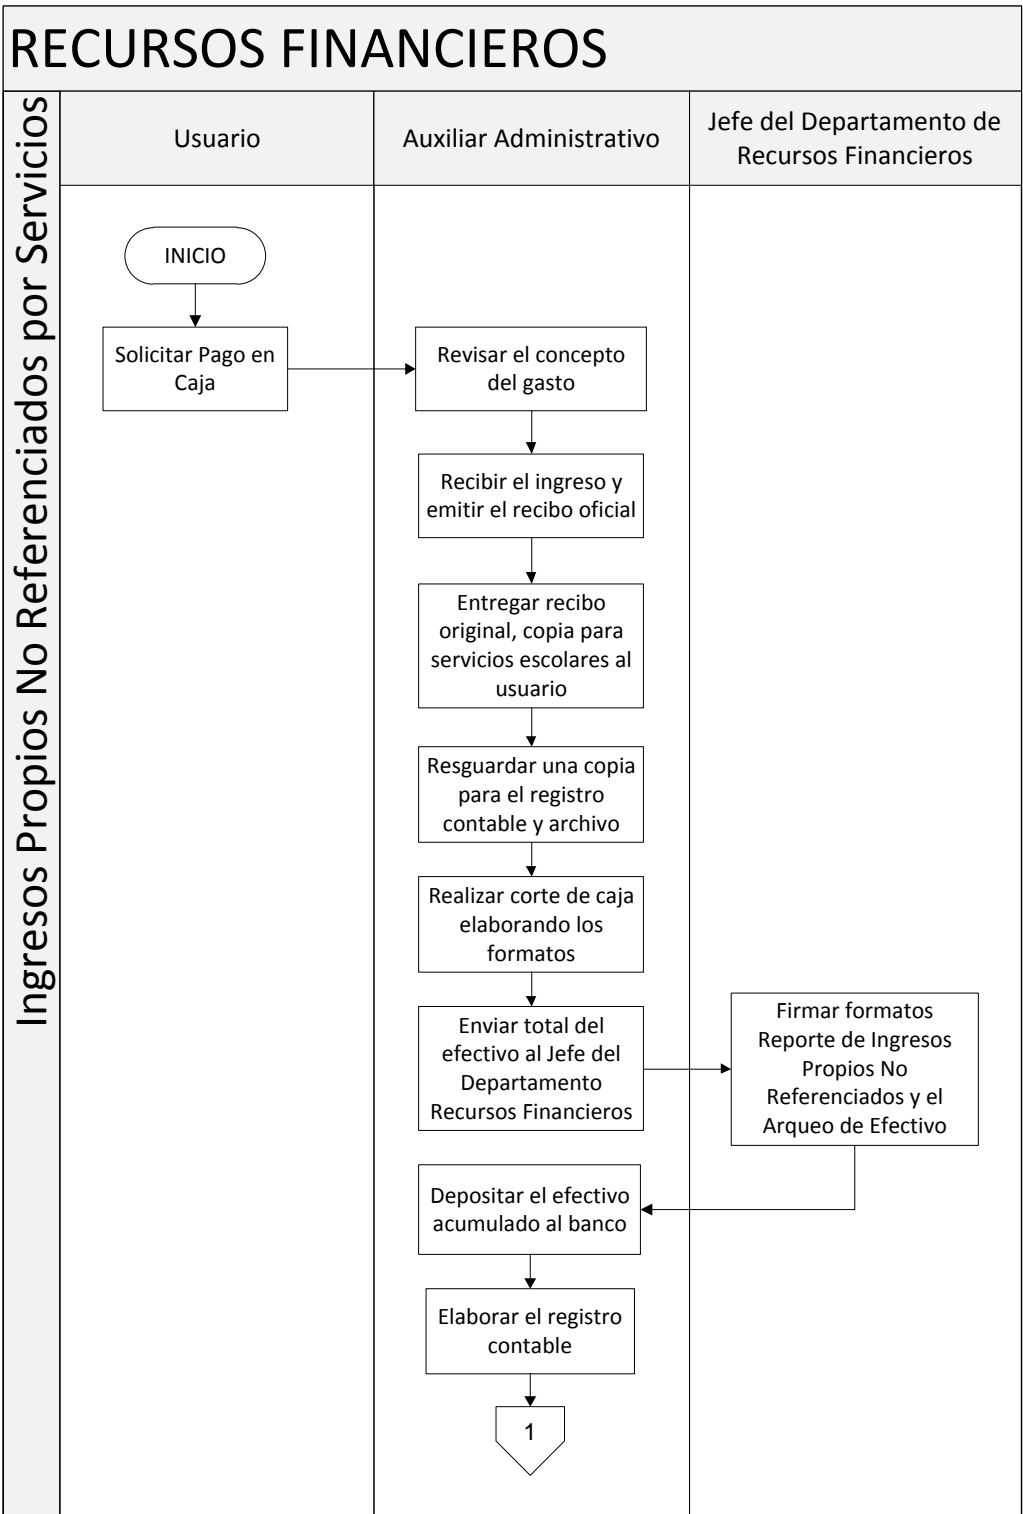 RECURSOS FINANCIEROS
Ingresos Propios No Referenciados por Servicios
Usuario
Auxiliar Administrativo
Jefe del Departamento de
Recursos Financieros
INICIO
Solicitar Pago en
Caja
Revisar el concepto
del gasto
Recibir el ingreso y
emitir el recibo oficial
Entregar recibo
original, copia para
servicios escolares al
usuario
Resguardar una copia
para el registro
contable y archivo
Realizar corte de caja
elaborando los
formatos
Enviar total del
efectivo al Jefe del
Departamento
Recursos Financieros
Firmar formatos
Reporte de Ingresos
Propios No
Referenciados y el
Arqueo de Efectivo
Depositar el efectivo
acumulado al banco
Elaborar el registro
contable
1